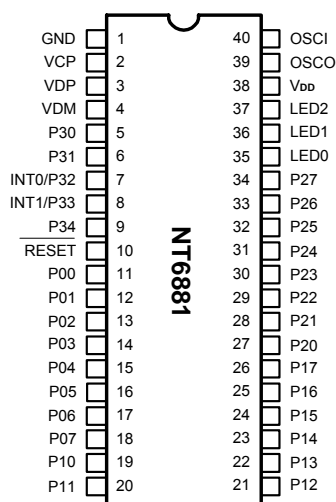 GND 1 40 OSCI
VCP 2 39 OSCO
VDP 3 38 VDD
VDM 4 37 LED2
P30 5 36 LED1
P31 6 35 LED0
INT0/P32 7 34 P27
INT1/P33 8 33 P26
P34 9 32 P25
RESET 10 31 P24
P00 11 30 P23
P01 12 29 P22
P02 13 28 P21
P03 14 27 P20
P04 15 26 P17
P05 16 25 P16
P06 17 24 P15
P07 18 23 P14
P10 19 22 P13
P11 20 21 P12
NT6881